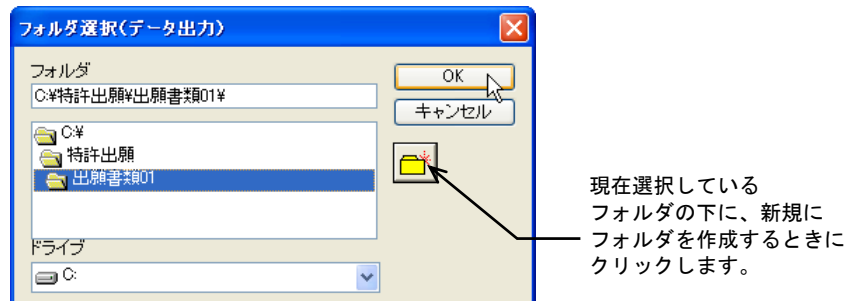 フォルダ選択(データ出力)
フォルダ
C:¥特許出願¥出願書類01¥
OK
キャンセル
C:¥
特許出願
出願書類01
ドライブ
C:
現在選択している
フォルダの下に、新規に
フォルダを作成するときに
クリックします。